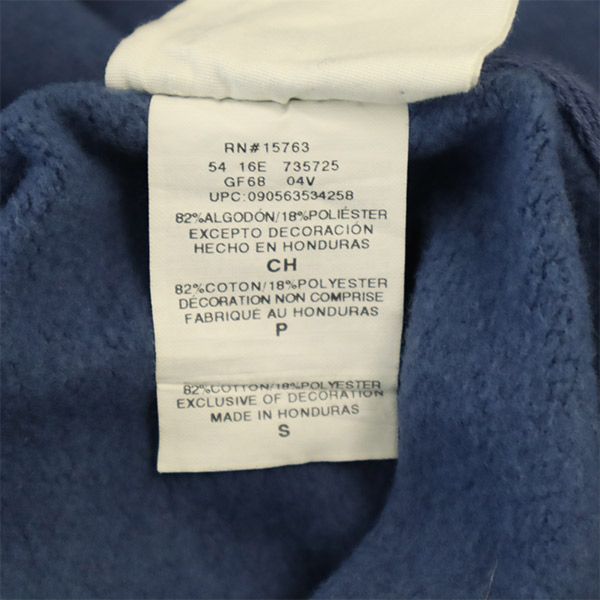 RN#15763
54 16E 735725
GF68 04V
UPC:090563534258
82%ALGODÓN/18%POLIÉSTER
EXCEPTO DECORACIÓN
HECHO EN HONDURAS
CH
82%COTON/18%POLYESTER
DÉCORATION NON COMPRISE
FABRIQUÉ AU HONDURAS
P
82%COTTON/18%POLYESTER
EXCLUSIVE OF DECORATION
MADE IN HONDURAS
S